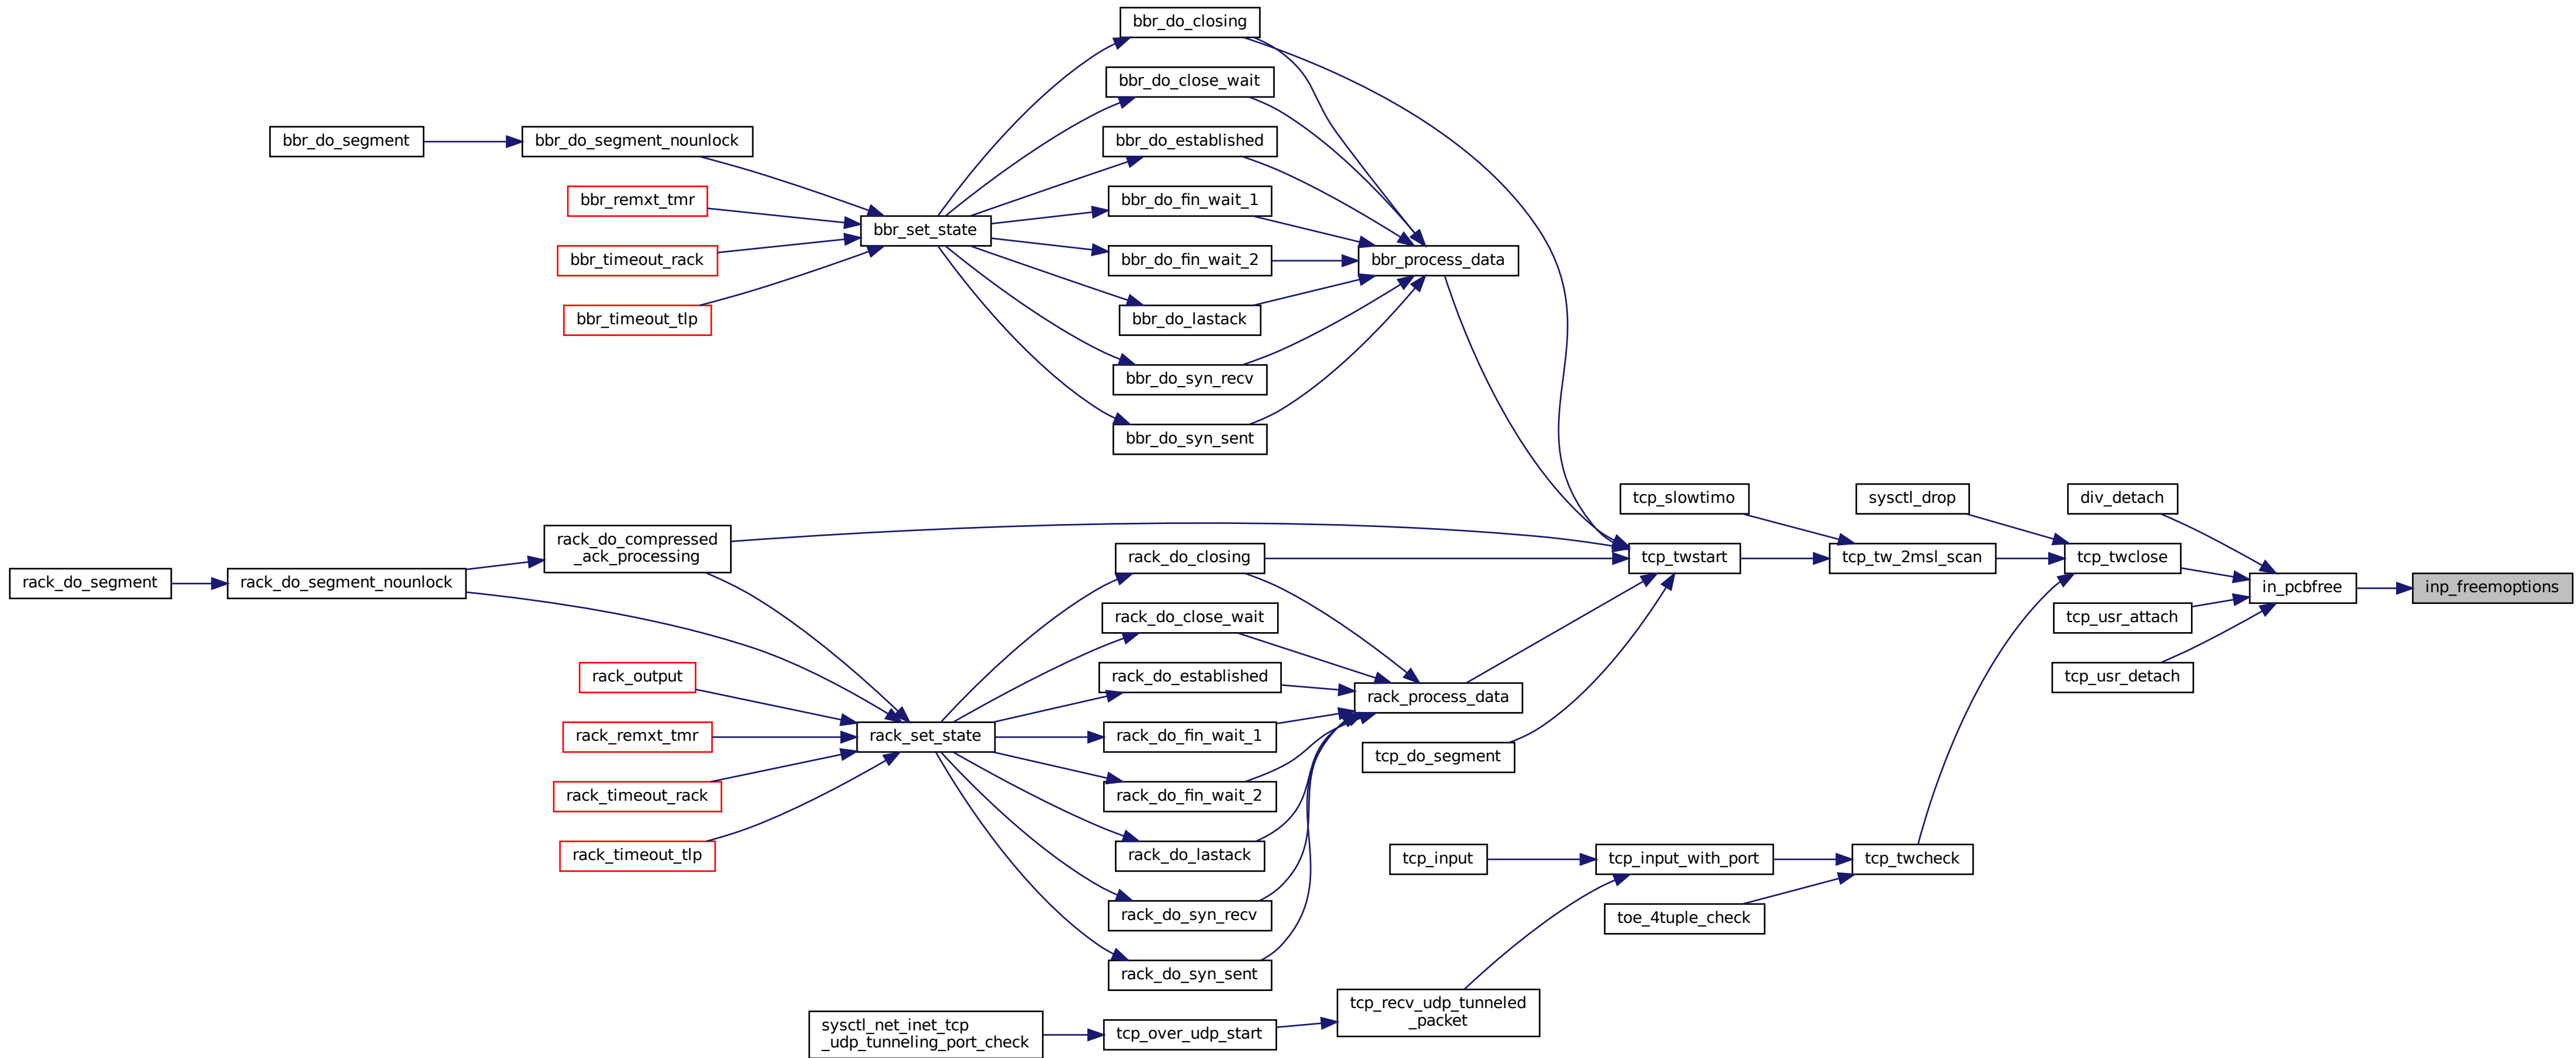 bbr_do_closing
bbr_do_close_wait
bbr_do_segment
bbr_do_segment_nounlock
bbr_do_established
bbr_remxt_tmr
bbr_do_fin_wait_1
bbr_set_state
bbr_timeout_rack
bbr_do_fin_wait_2
bbr_process_data
bbr_timeout_tlp
bbr_do_lastack
bbr_do_syn_recv
bbr_do_syn_sent
tcp_slowtimo
sysctl_drop
div_detach
rack_do_compressed
_ack_processing
rack_do_closing
tcp_twstart
tcp_tw_2msl_scan
tcp_twclose
rack_do_segment
rack_do_segment_nounlock
in_pcbfree
inp_freemoptions
rack_do_close_wait
tcp_usr_attach
rack_output
rack_do_established
tcp_usr_detach
rack_process_data
rack_remxt_tmr
rack_set_state
rack_do_fin_wait_1
tcp_do_segment
rack_timeout_rack
rack_do_fin_wait_2
rack_timeout_tlp
rack_do_lastack
tcp_input
tcp_input_with_port
tcp_twcheck
rack_do_syn_recv
toe_4tuple_check
rack_do_syn_sent
tcp_recv_udp_tunneled
_packet
sysctl_net_inet_tcp
_udp_tunneling_port_check
tcp_over_udp_start